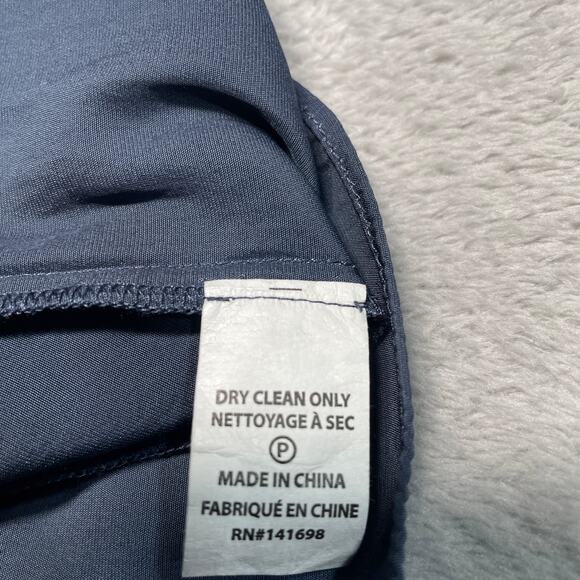 DRY CLEAN ONLY
NETTOYAGE À SEC
P
MADE IN CHINA
FABRIQUÉ EN CHINE
RN#141698